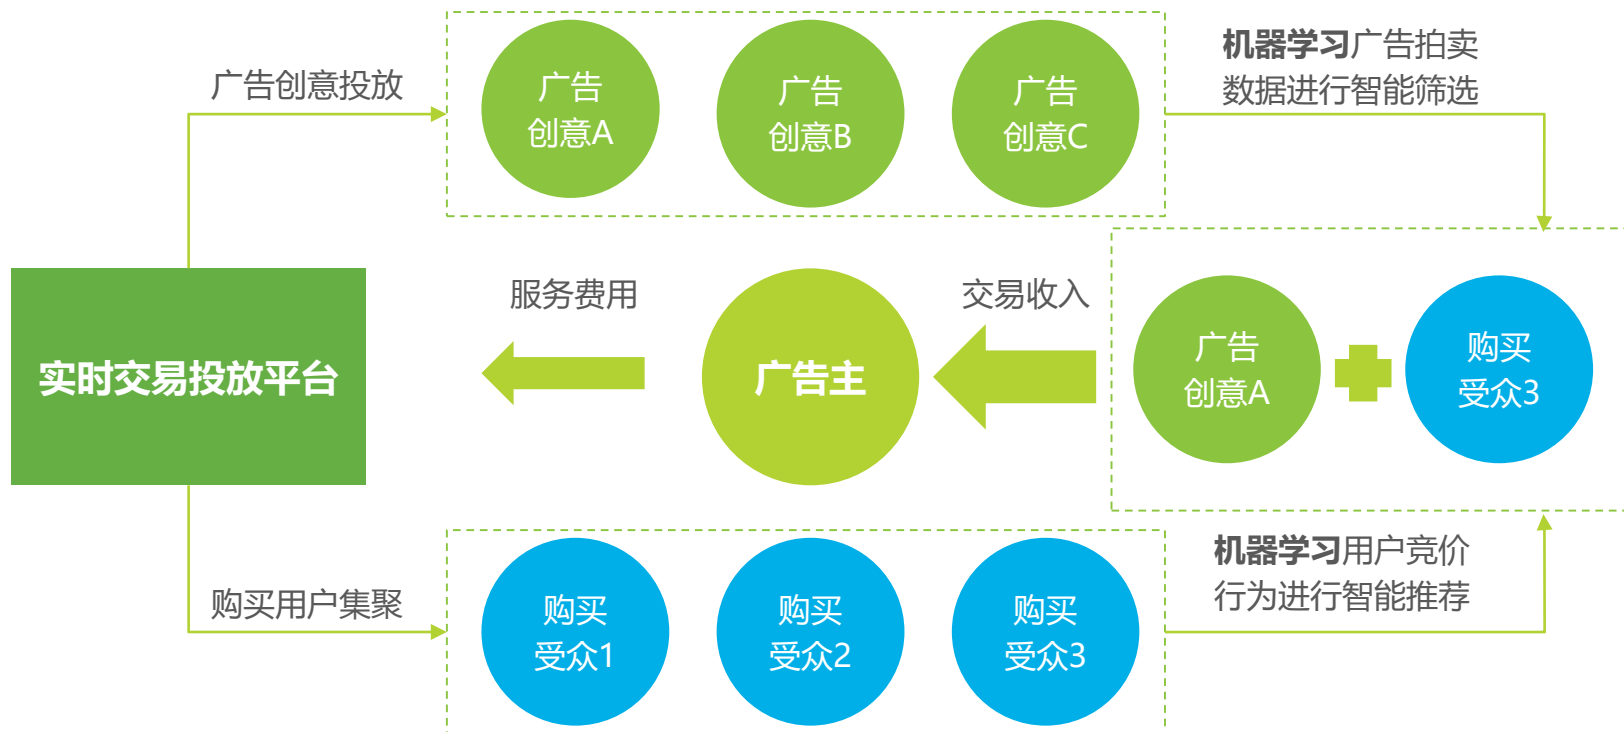 广告创意投放
广告
创意A
广告
创意B
广告
创意C
机器学习广告拍卖
数据进行智能筛选
实时交易投放平台
服务费用
广告主
交易收入
广告
创意A
购买
受众3
购买用户集聚
购买
受众1
购买
受众2
购买
受众3
机器学习用户竞价
行为进行智能推荐